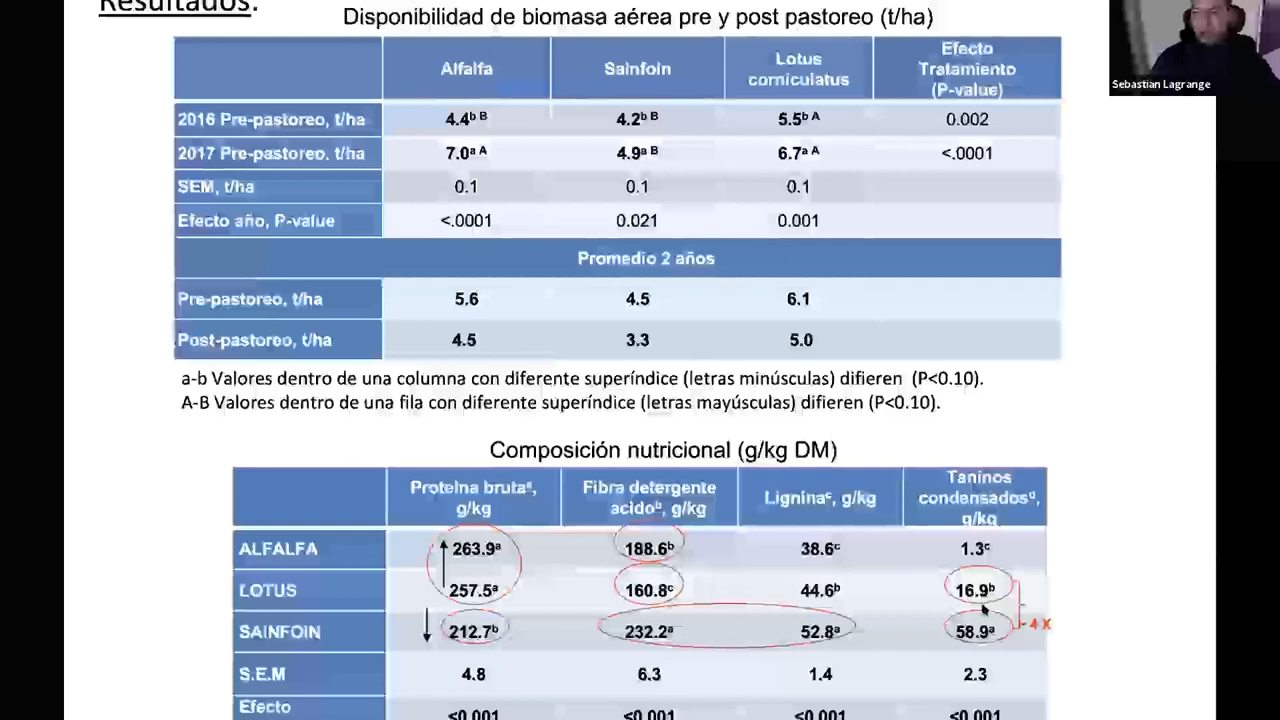 Resultados:
Disponibilidad de biomasa aérea pre y post pastoreo (t/ha)
Sebastian Lagrange
Alfalfa Sainfoin Lotus corniculatus Efecto Tratamiento (P-value)
2016 Pre-pastoreo, t/ha 4.4ᵇ ᴮ 4.2ᵇ ᴮ 5.5ᵇ ᴬ 0.002
2017 Pre-pastoreo. t/ha 7.0ᵃ ᴬ 4.9ᵃ ᴮ 6.7ᵃ ᴬ <.0001
SEM, t/ha 0.1 0.1 0.1
Efecto año, P-value <.0001 0.021 0.001
Promedio 2 años
Pre-pastoreo, t/ha 5.6 4.5 6.1
Post-pastoreo, t/ha 4.5 3.3 5.0
a-b Valores dentro de una columna con diferente superíndice (letras minúsculas) difieren (P<0.10).
A-B Valores dentro de una fila con diferente superíndice (letras mayúsculas) difieren (P<0.10).
Composición nutricional (g/kg DM)
Proteína brutaª, g/kg Fibra detergente acidoᵇ, g/kg Ligninaᶜ, g/kg Taninos condensadosᵈ, g/kg
ALFALFA 263.9ᵃ 188.6ᵇ 38.6ᶜ 1.3ᶜ
LOTUS 257.5ᵃ 160.8ᶜ 44.6ᵇ 16.9ᵇ
SAINFOIN 212.7ᵇ 232.2ᵃ 52.8ᵃ 58.9ᵃ 4 X
S.E.M 4.8 6.3 1.4 2.3
Efecto <0.001 <0.001 <0.001 <0.001